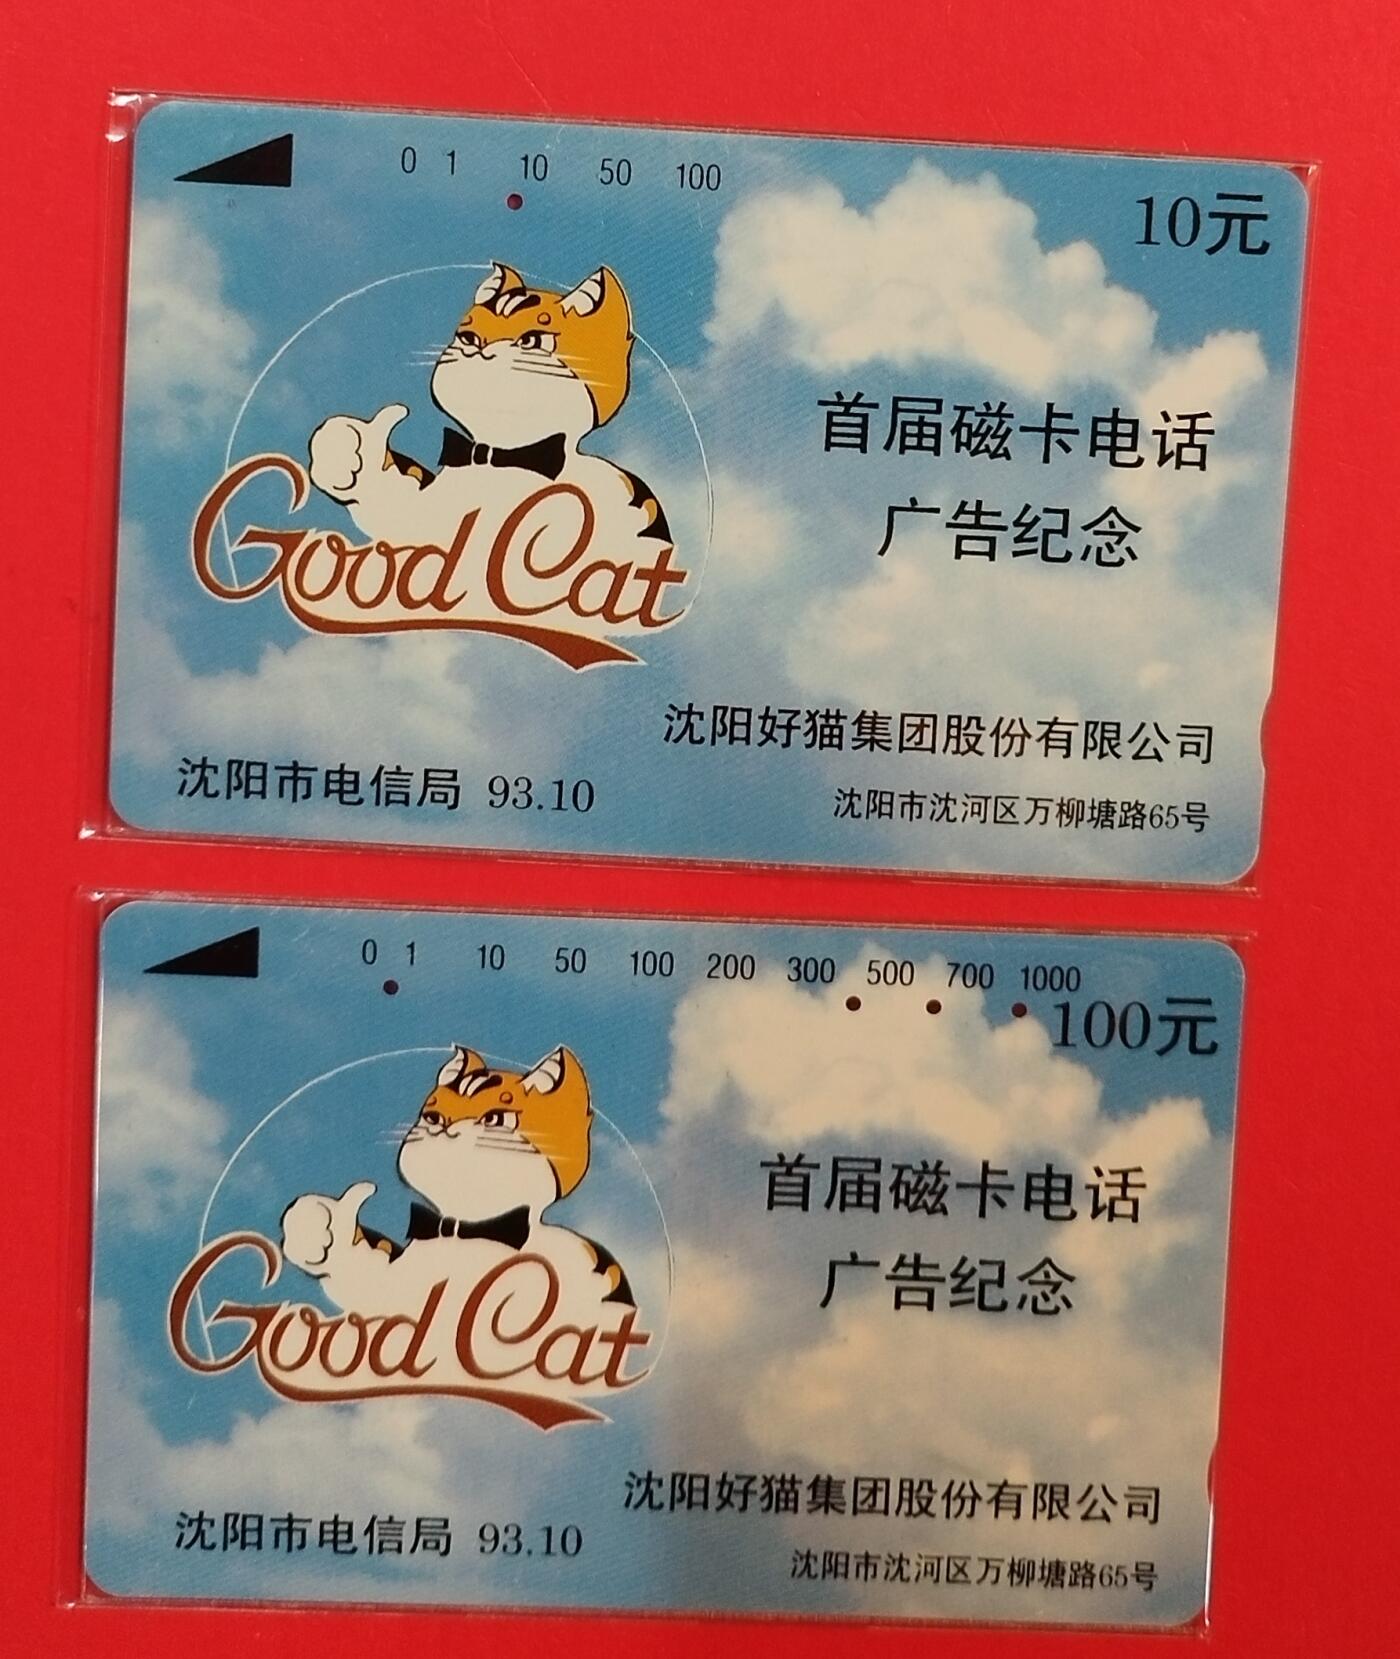 0 1 10 50 100
10元
Good Cat
首届磁卡电话
广告纪念
沈阳好猫集团股份有限公司
沈阳市电信局 93.10
沈阳市沈河区万柳塘路65号
0 1 10 50 100 200 300 500 700 1000
100元
Good Cat
首届磁卡电话
广告纪念
沈阳好猫集团股份有限公司
沈阳市电信局 93.10
沈阳市沈河区万柳塘路65号